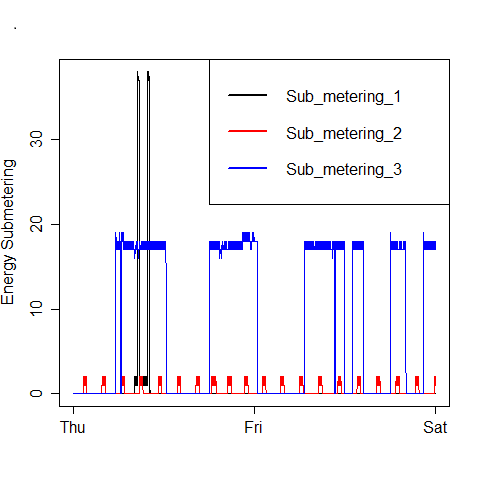 .
Sub_metering_1
Sub_metering_2
Sub_metering_3
Energy Submetering
30
20
10
0
Thu Fri Sat